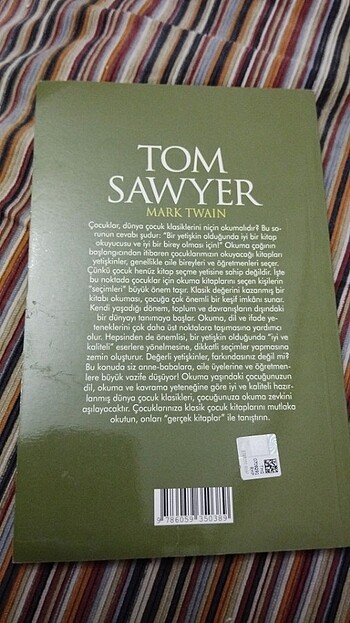 TOM
SAWYER
MARK TWAIN
Çocuklar, dünya çocuk klasiklerini niçin okumalıdır? Bu so-
runun cevabı şudur: "Bir yetişkin olduğunda iyi bir kitap
okuyucusu ve iyi bir birey olması için!" Okuma çağının
başlangıcından itibaren çocuklarımızın okuyacağı kitapları
yetişkinler, genellikle aile bireyleri ve öğretmenleri seçer.
Çünkü çocuk henüz kitap seçme yetisine sahip değildir. İşte
bu noktada çocuklar için okuma kitaplarını seçen kişilerin
"seçimleri" büyük önem taşır. Klasik değerini kazanmış bir
kitabı okuması, çocuğa çok önemli bir keşif imkânı sunar.
Kendi yaşadığı dönem, toplum ve davranışların dışındaki
bir dünyayı tanımaya başlar. Okuma, dil ve ifade ye-
teneklerini çok daha üst noktalara taşımasına yardımcı
olur. Hepsinden de önemlisi, bir yetişkin olduğunda "iyi ve
kaliteli" eserlere yönelmesine, dikkatli seçimler yapmasına
zemin oluşturur. Değerli yetişkinler, farkındasınız değil mi?
Bu konuda siz anne-babalara, aile üyelerine ve öğretmen-
lere büyük vazife düşüyor! Okuma yaşındaki çocuğunuzun
dil, okuma ve kavrama yeteneğine göre iyi ve kaliteli hazır-
lanmış dünya çocuk klasikleri, çocuğunuza okuma zevkini
aşılayacaktır. Çocuklarınıza klasik çocuk kitaplarını mutlaka
okutun, onları "gerçek kitaplar" ile tanıştırın.
9 786059 350389